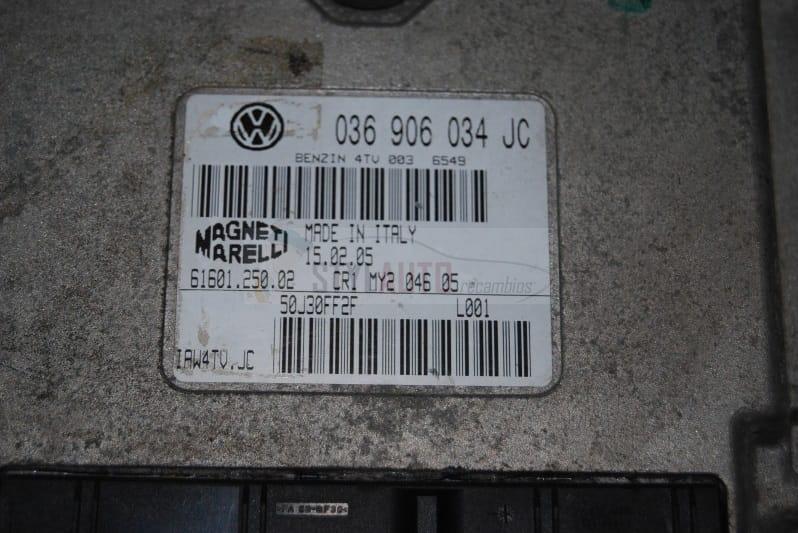 036 906 034 JC
BENZIN 4TV 003 6549
MAGNETI MARELLI
MADE IN ITALY
15.02.05
61601.250.02 CR1 MY2 046 05
50J30FF2F L001
IAW4TV.JC